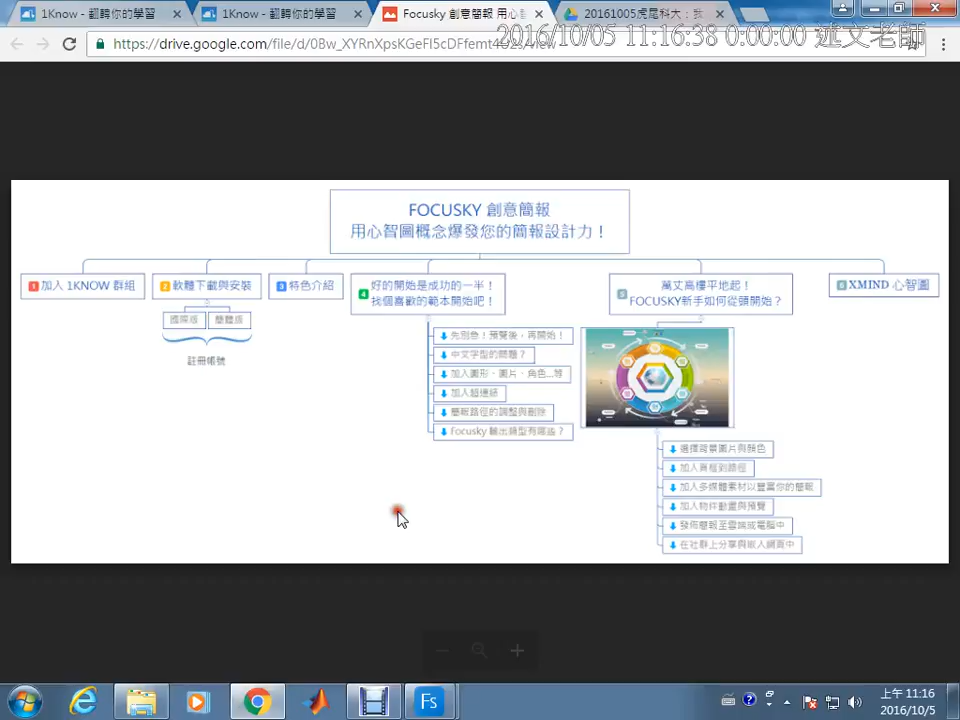 1Know - 翻轉你的學習
1Know - 翻轉你的學習
Focusky 創意簡報 用心
20161005虎尾科大：我
2016/10/05 11:16:38 0:00:00 述文老師
https://drive.google.com/file/d/0Bw_XYRnXpsKGeFI5cDFfemt
view
FOCUSKY 創意簡報
用心智圖概念爆發您的簡報設計力！
1 加入 1KNOW 群組
2 軟體下載與安裝
國際版
簡體版
註冊帳號
3 特色介紹
4 好的開始是成功的一半！
找個喜歡的範本開始吧！
先別急！預覽後，再開始！
中文字型的問題？
加入圖形、圖片、角色...等
加入超連結
簡報路徑的調整與刪除
Focusky 輸出類型有哪些？
5 萬丈高樓平地起！
FOCUSKY新手如何從頭開始？
選擇背景圖片與顏色
加入頁框到路徑
加入多媒體素材以豐富你的簡報
加入物件動畫與預覽
發佈簡報至雲端或電腦中
在社群上分享與嵌入網頁中
6 XMIND 心智圖
Fs
上午 11:16
2016/10/5